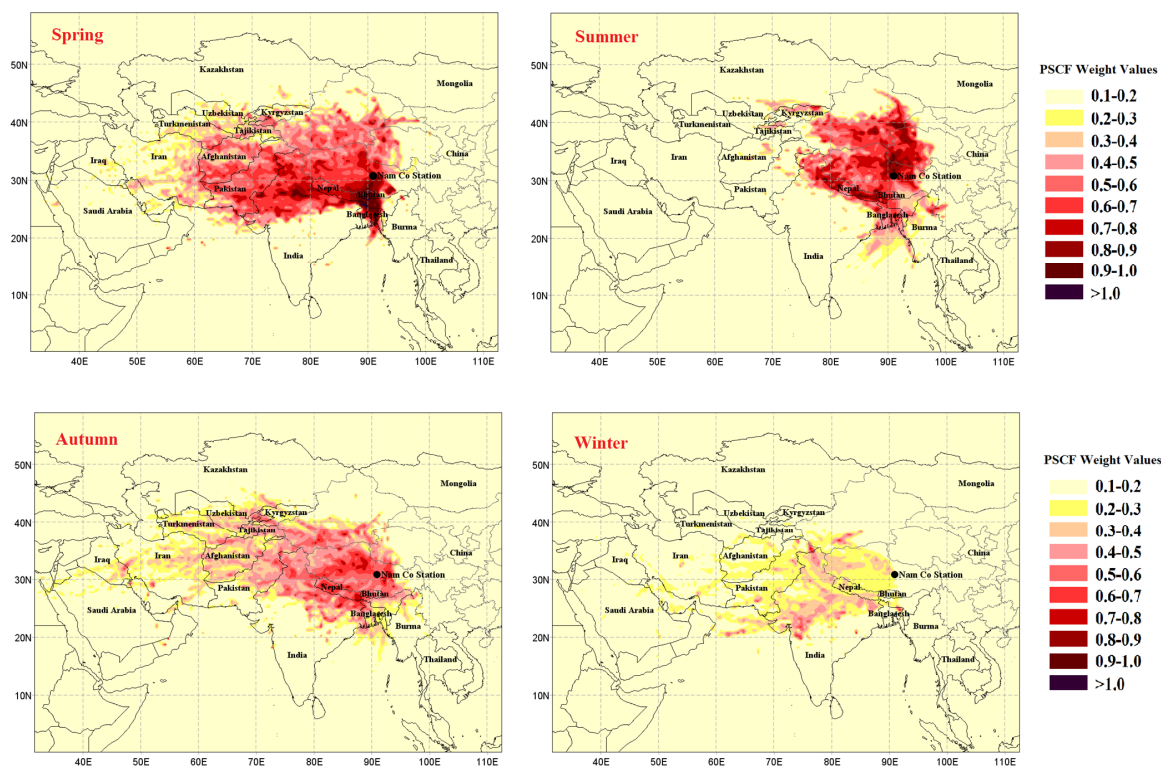 Spring
Kazakhstan
Mongolia
Uzbekistan
Kyrgyzstan
Turkmenistan
Tajikistan
Iraq
Iran
Afghanistan
China
Pakistan
Nepal
Nam Co Station
Bhutan
Saudi Arabia
Bangladesh
Burma
India
Thailand
50N
40N
30N
20N
10N
40E 50E 60E 70E 80E 90E 100E 110E
Summer
Kazakhstan
Mongolia
Uzbekistan
Kyrgyzstan
Turkmenistan
Tajikistan
Iraq
Iran
Afghanistan
China
Pakistan
Nepal
Nam Co Station
Bhutan
Saudi Arabia
Bangladesh
Burma
India
Thailand
50N
40N
30N
20N
10N
40E 50E 60E 70E 80E 90E 100E 110E
PSCF Weight Values
0.1-0.2
0.2-0.3
0.3-0.4
0.4-0.5
0.5-0.6
0.6-0.7
0.7-0.8
0.8-0.9
0.9-1.0
>1.0
Autumn
Kazakhstan
Mongolia
Uzbekistan
Kyrgyzstan
Turkmenistan
Tajikistan
Iraq
Iran
Afghanistan
China
Pakistan
Nepal
Nam Co Station
Bhutan
Saudi Arabia
Bangladesh
Burma
India
Thailand
50N
40N
30N
20N
10N
40E 50E 60E 70E 80E 90E 100E 110E
Winter
Kazakhstan
Mongolia
Uzbekistan
Kyrgyzstan
Turkmenistan
Tajikistan
Iraq
Iran
Afghanistan
China
Pakistan
Nepal
Nam Co Station
Bhutan
Saudi Arabia
Bangladesh
Burma
India
Thailand
50N
40N
30N
20N
10N
40E 50E 60E 70E 80E 90E 100E 110E
PSCF Weight Values
0.1-0.2
0.2-0.3
0.3-0.4
0.4-0.5
0.5-0.6
0.6-0.7
0.7-0.8
0.8-0.9
0.9-1.0
>1.0